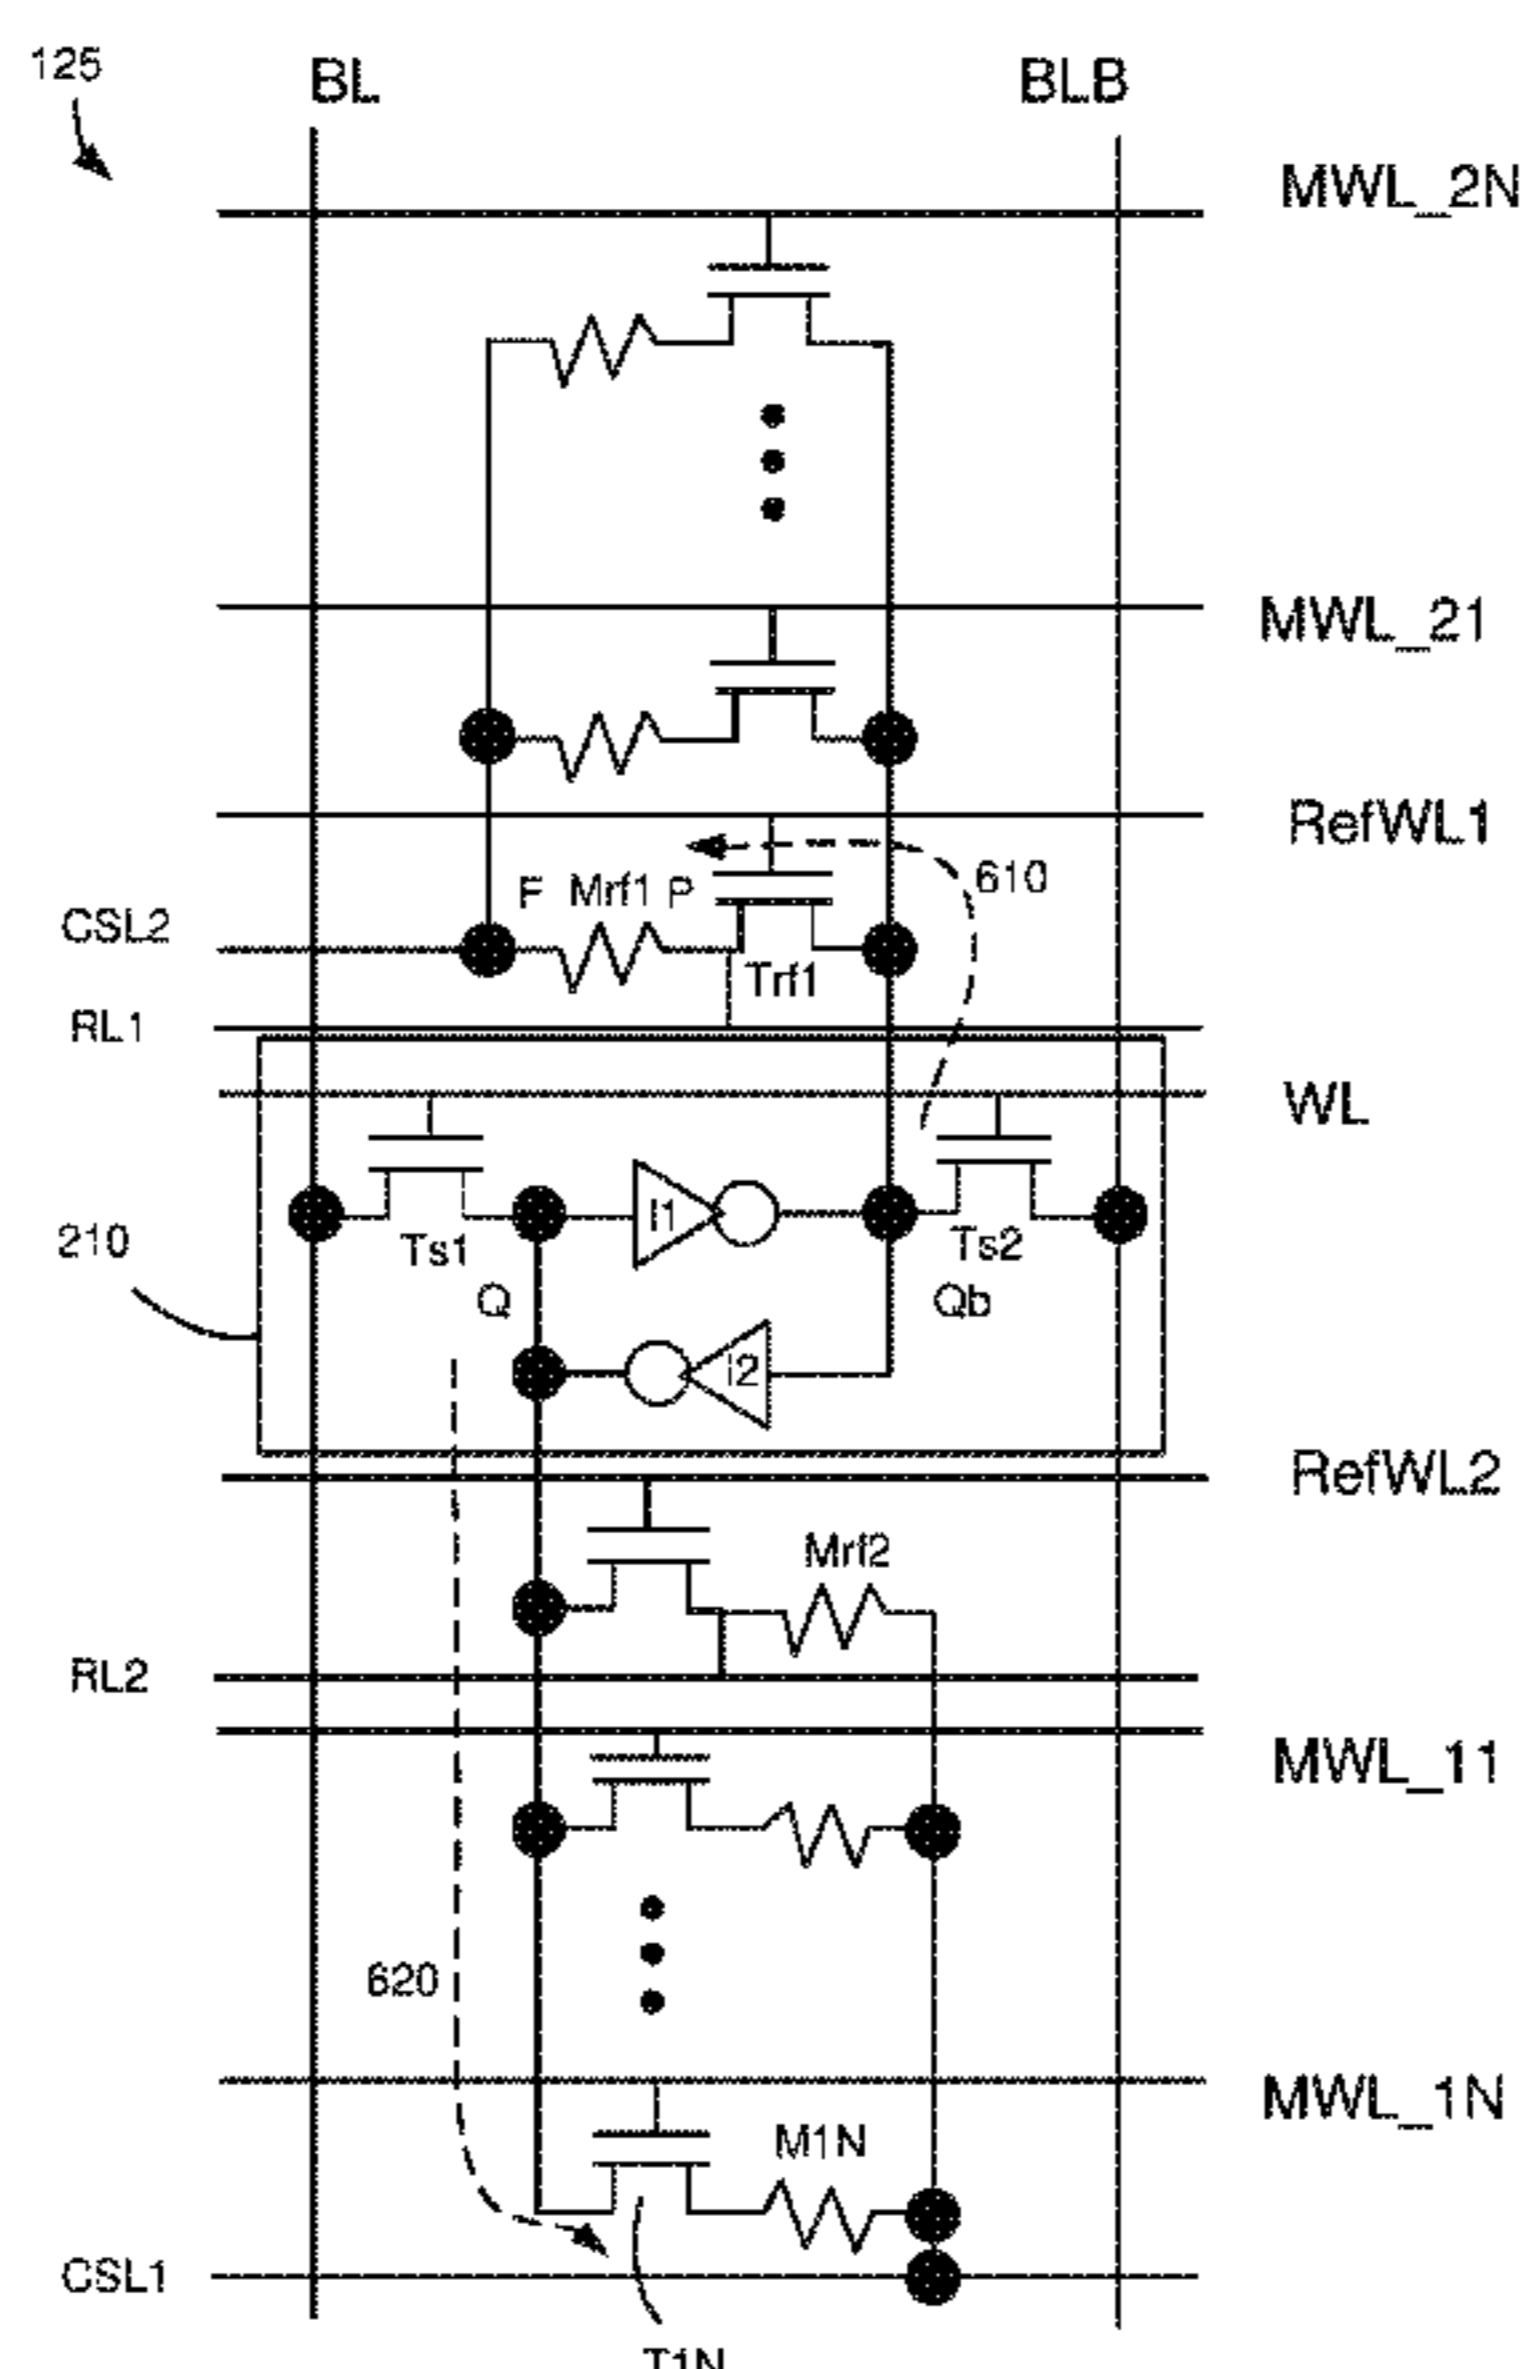 125
BL
BLB
MWL_2N
MWL_21
RefWL1
610
F Mrf1 P
CSL2
Trf1
RL1
WL
I1
210
Ts1
Ts2
Q
Qb
i2
RefWL2
Mrf2
RL2
MWL_11
620
MWL_1N
M1N
CSL1
T1N